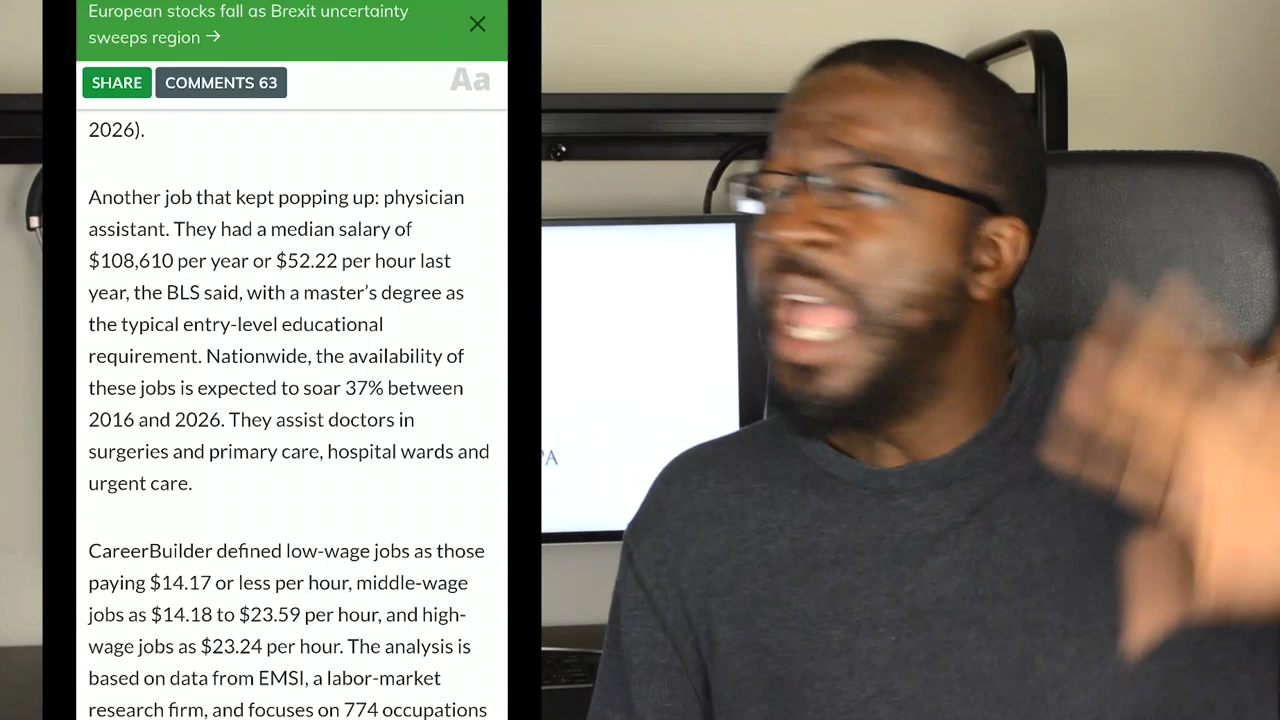 European stocks fall as Brexit uncertainty
sweeps region →
SHARE
COMMENTS 63
Aa
2026).
Another job that kept popping up: physician
assistant. They had a median salary of
$108,610 per year or $52.22 per hour last
year, the BLS said, with a master’s degree as
the typical entry-level educational
requirement. Nationwide, the availability of
these jobs is expected to soar 37% between
2016 and 2026. They assist doctors in
surgeries and primary care, hospital wards and
urgent care.
CareerBuilder defined low-wage jobs as those
paying $14.17 or less per hour, middle-wage
jobs as $14.18 to $23.59 per hour, and high-
wage jobs as $23.24 per hour. The analysis is
based on data from EMSI, a labor-market
research firm, and focuses on 774 occupations
PA